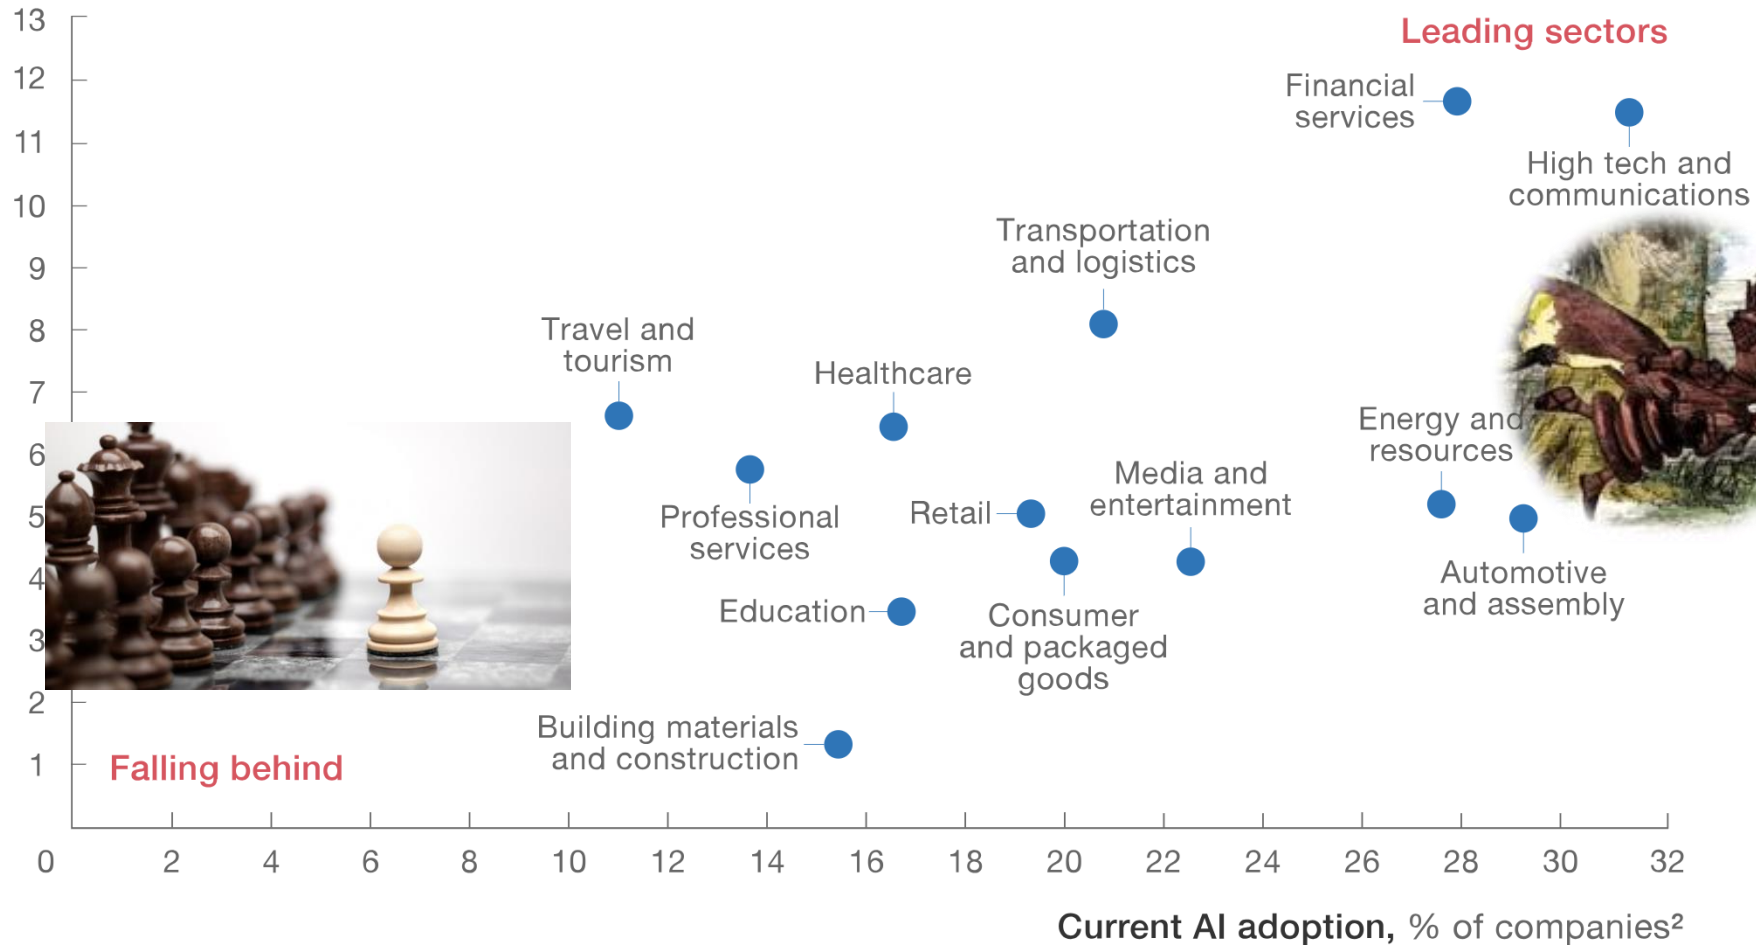 13
Leading sectors
12
Financial
services
11
High tech and
communications
10
Transportation
and logistics
9
8
Travel and
tourism
Healthcare
7
Energy and
resources
6
Media and
entertainment
5
Professional
services
Retail
4
Automotive
and assembly
Education
Consumer
and packaged
goods
3
2
Building materials
and construction
1
Falling behind
0 2 4 6 8 10 12 14 16 18 20 22 24 26 28 30 32
Current AI adoption, % of companies²